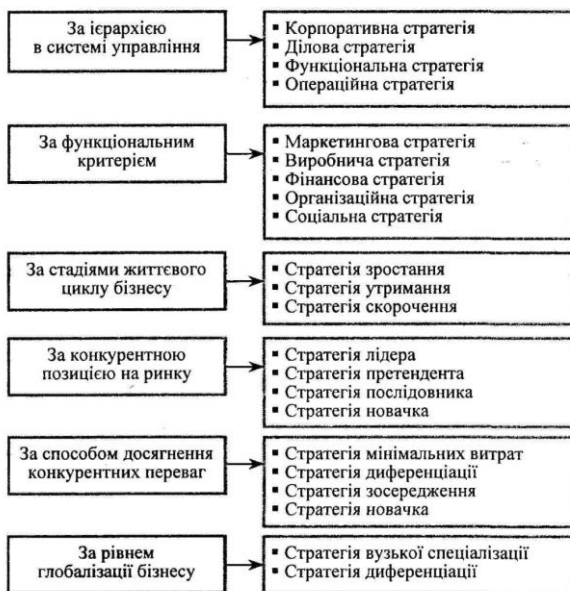 За ієрархією
в системі управління
▪ Корпоративна стратегія
▪ Ділова стратегія
▪ Функціональна стратегія
▪ Операційна стратегія
За функціональним
критерієм
▪ Маркетингова стратегія
▪ Виробнича стратегія
▪ Фінансова стратегія
▪ Організаційна стратегія
▪ Соціальна стратегія
За стадіями життєвого
циклу бізнесу
▪ Стратегія зростання
▪ Стратегія утримання
▪ Стратегія скорочення
За конкурентною
позицією на ринку
▪ Стратегія лідера
▪ Стратегія претендента
▪ Стратегія послідовника
▪ Стратегія новачка
За способом досягнення
конкурентних переваг
▪ Стратегія мінімальних витрат
▪ Стратегія диференціації
▪ Стратегія зосередження
▪ Стратегія новачка
За рівнем
глобалізації бізнесу
▪ Стратегія вузької спеціалізації
▪ Стратегія диференціації